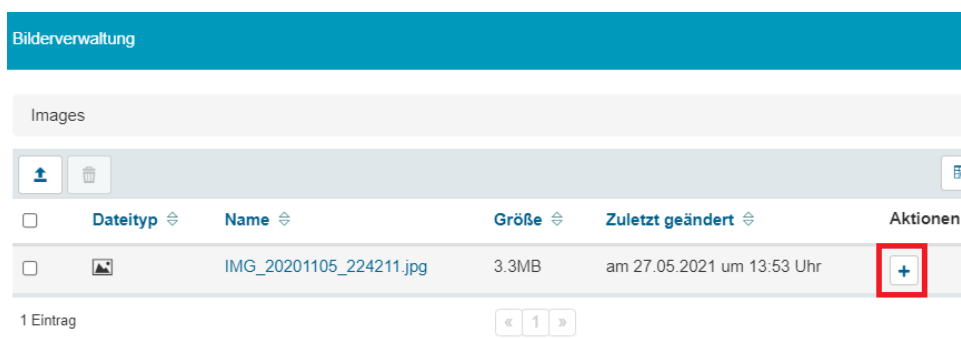 Bilderverwaltung
Images
Dateityp Name Größe Zuletzt geändert Aktionen
IMG_20201105_224211.jpg 3.3MB am 27.05.2021 um 13:53 Uhr +
1 Eintrag « 1 »